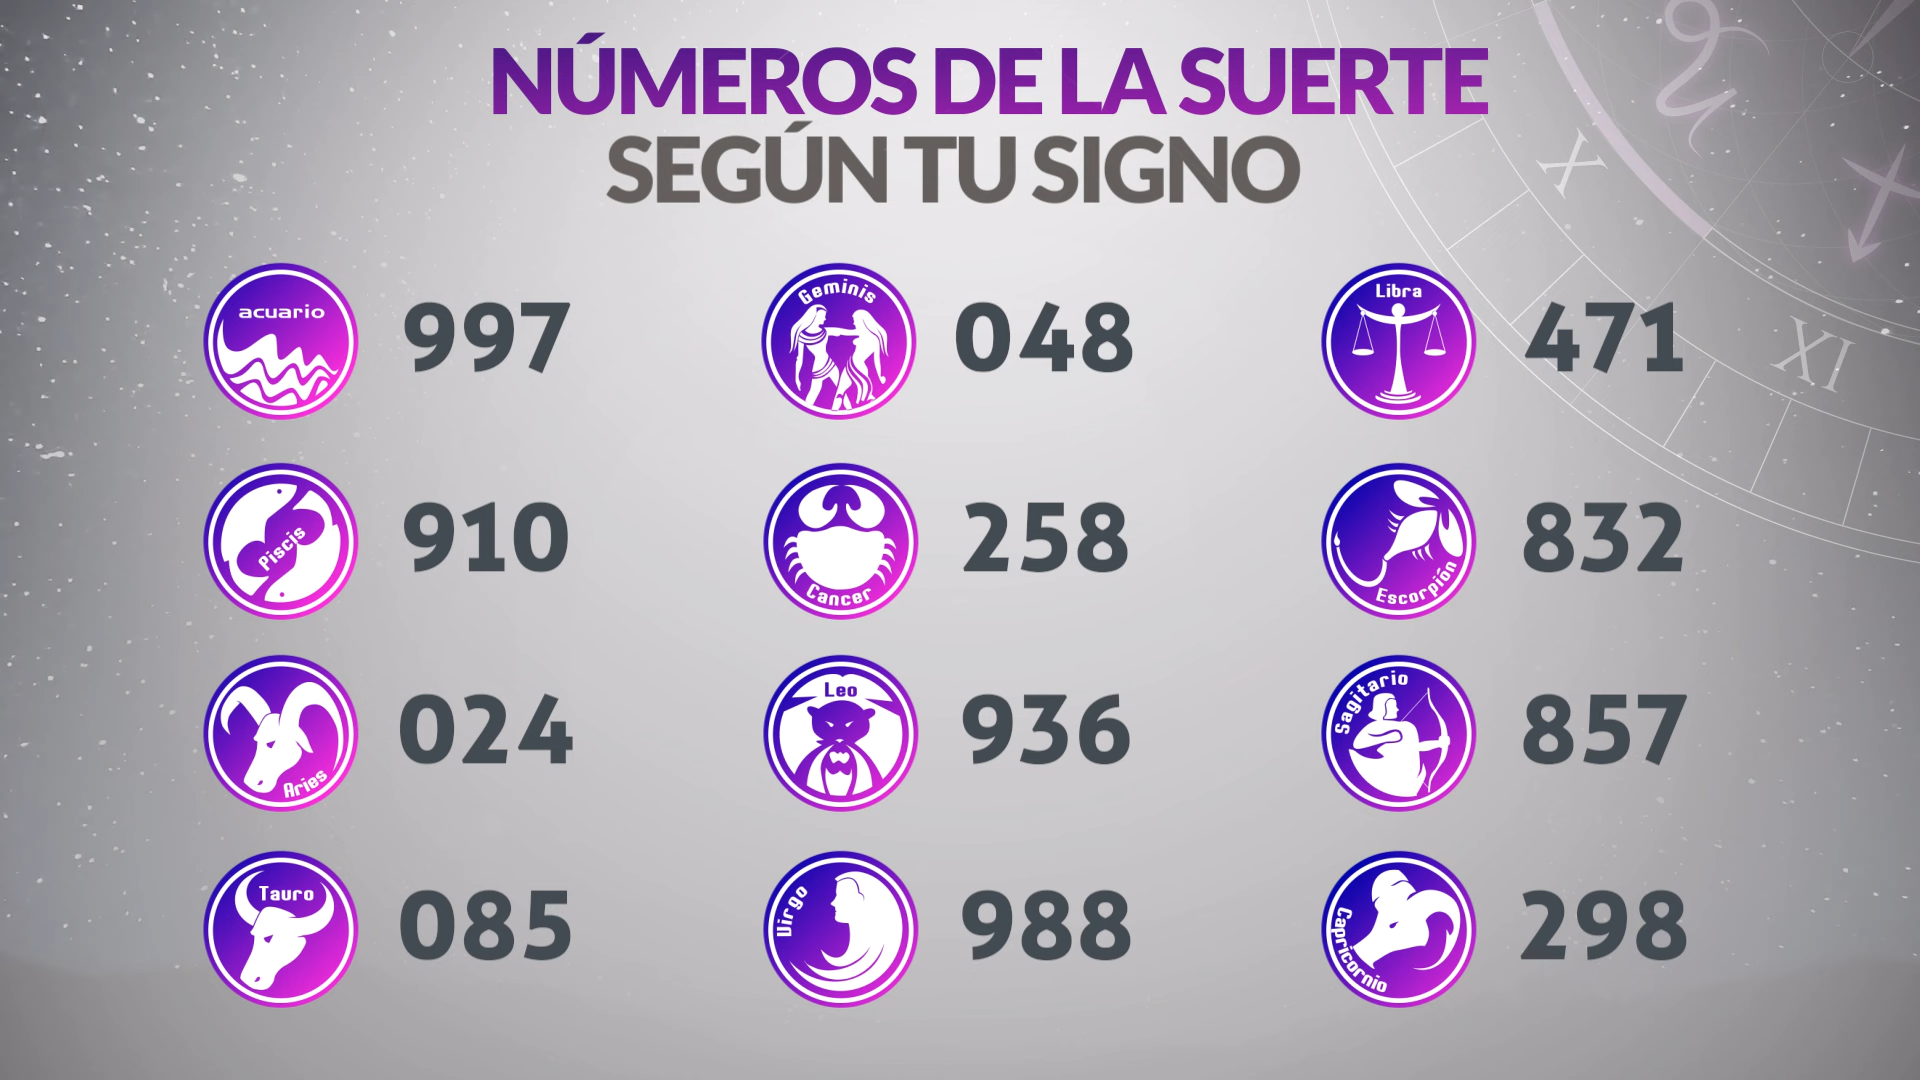 NÚMEROS DE LA SUERTE
SEGÚN TU SIGNO
acuario 997
Geminis 048
Libra 471
Piscis 910
Cancer 258
Escorpión 832
Aries 024
Leo 936
Sagitario 857
Tauro 085
Virgo 988
Capricornio 298
X
XI